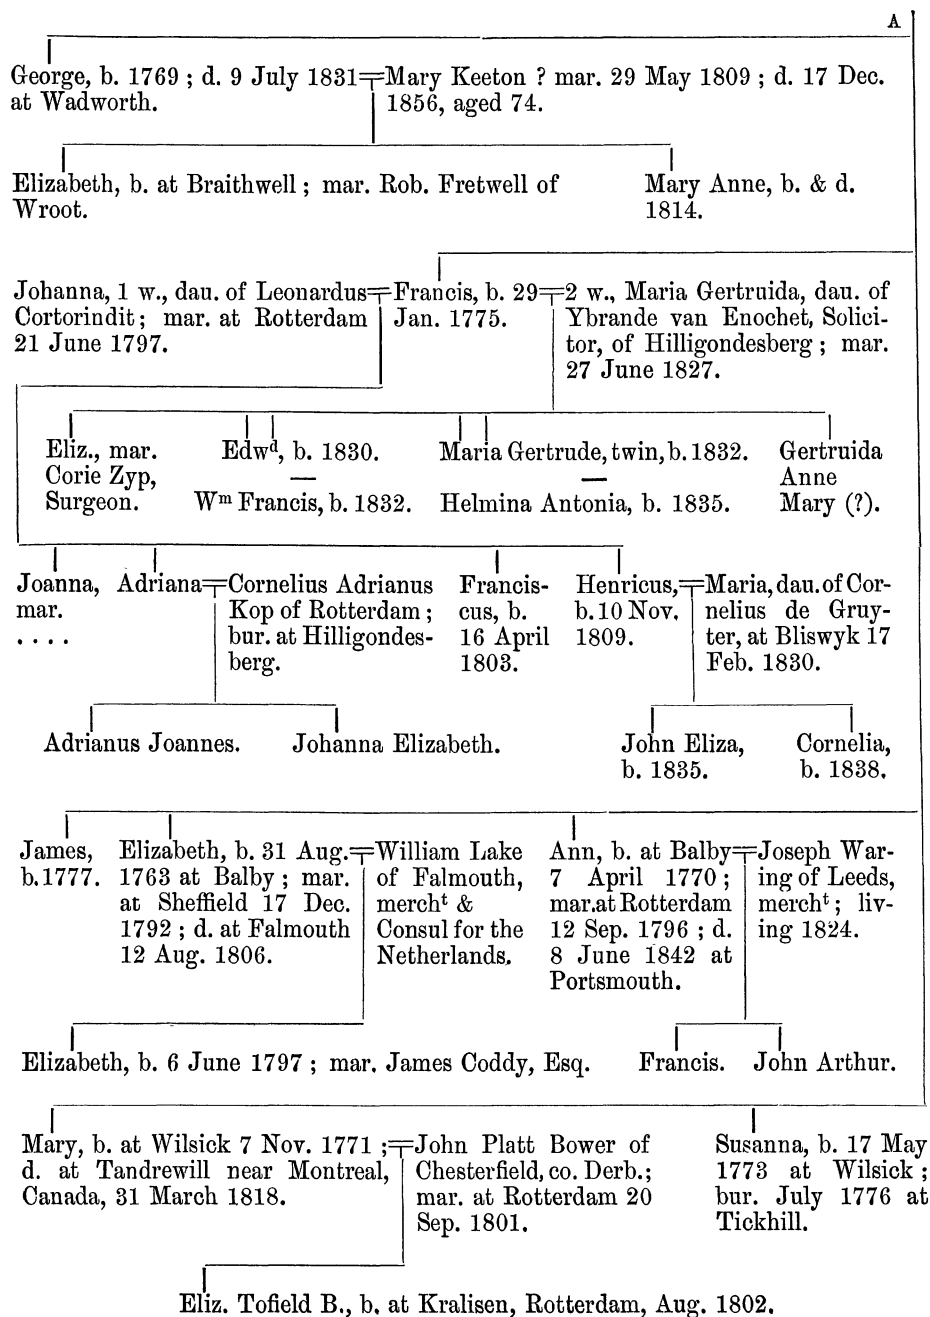 A
George, b. 1769 ; d. 9 July 1831 Mary Keeton ? mar. 29 May 1809 ; d. 17 Dec.
at Wadworth. 1856, aged 74.
Elizabeth, b. at Braithwell ; mar. Rob. Fretwell of
Wroot.
Mary Anne, b. & d.
1814.
Johanna, 1 w., dau. of Leonardus
Cortorindit ; mar. at Rotterdam
21 June 1797.
Francis, b. 29
Jan. 1775.
2 w., Maria Gertruida, dau. of
Ybrande van Enochet, Solici-
tor, of Hilligondesberg ; mar.
27 June 1827.
Eliz., mar.
Corie Zyp,
Surgeon.
Edwd, b. 1830.
—
Wm Francis, b. 1832.
Maria Gertrude, twin, b. 1832.
—
Helmina Antonia, b. 1835.
Gertruida
Anne
Mary (?).
Joanna,
mar.
. . . .
Adriana
Cornelius Adrianus
Kop of Rotterdam ;
bur. at Hilligondes-
berg.
Francis-
cus, b.
16 April
1803.
Henricus,
b. 10 Nov.
1809.
Maria, dau. of Cor-
nelius de Gruy-
ter, at Bliswyk 17
Feb. 1830.
Adrianus Joannes.
Johanna Elizabeth.
John Eliza,
b. 1835.
Cornelia,
b. 1838.
James,
b. 1777.
Elizabeth, b. 31 Aug.
1763 at Balby ; mar.
at Sheffield 17 Dec.
1792 ; d. at Falmouth
12 Aug. 1806.
William Lake
of Falmouth,
mercht &
Consul for the
Netherlands.
Ann, b. at Balby
7 April 1770 ;
mar. at Rotterdam
12 Sep. 1796 ; d.
8 June 1842 at
Portsmouth.
Joseph War-
ing of Leeds,
mercht ; liv-
ing 1824.
Elizabeth, b. 6 June 1797 ; mar. James Coddy, Esq.
Francis.
John Arthur.
Mary, b. at Wilsick 7 Nov. 1771 ;
d. at Tandrewill near Montreal,
Canada, 31 March 1818.
John Platt Bower of
Chesterfield, co. Derb.;
mar. at Rotterdam 20
Sep. 1801.
Susanna, b. 17 May
1773 at Wilsick ;
bur. July 1776 at
Tickhill.
Eliz. Tofield B., b. at Kralisen, Rotterdam, Aug. 1802.